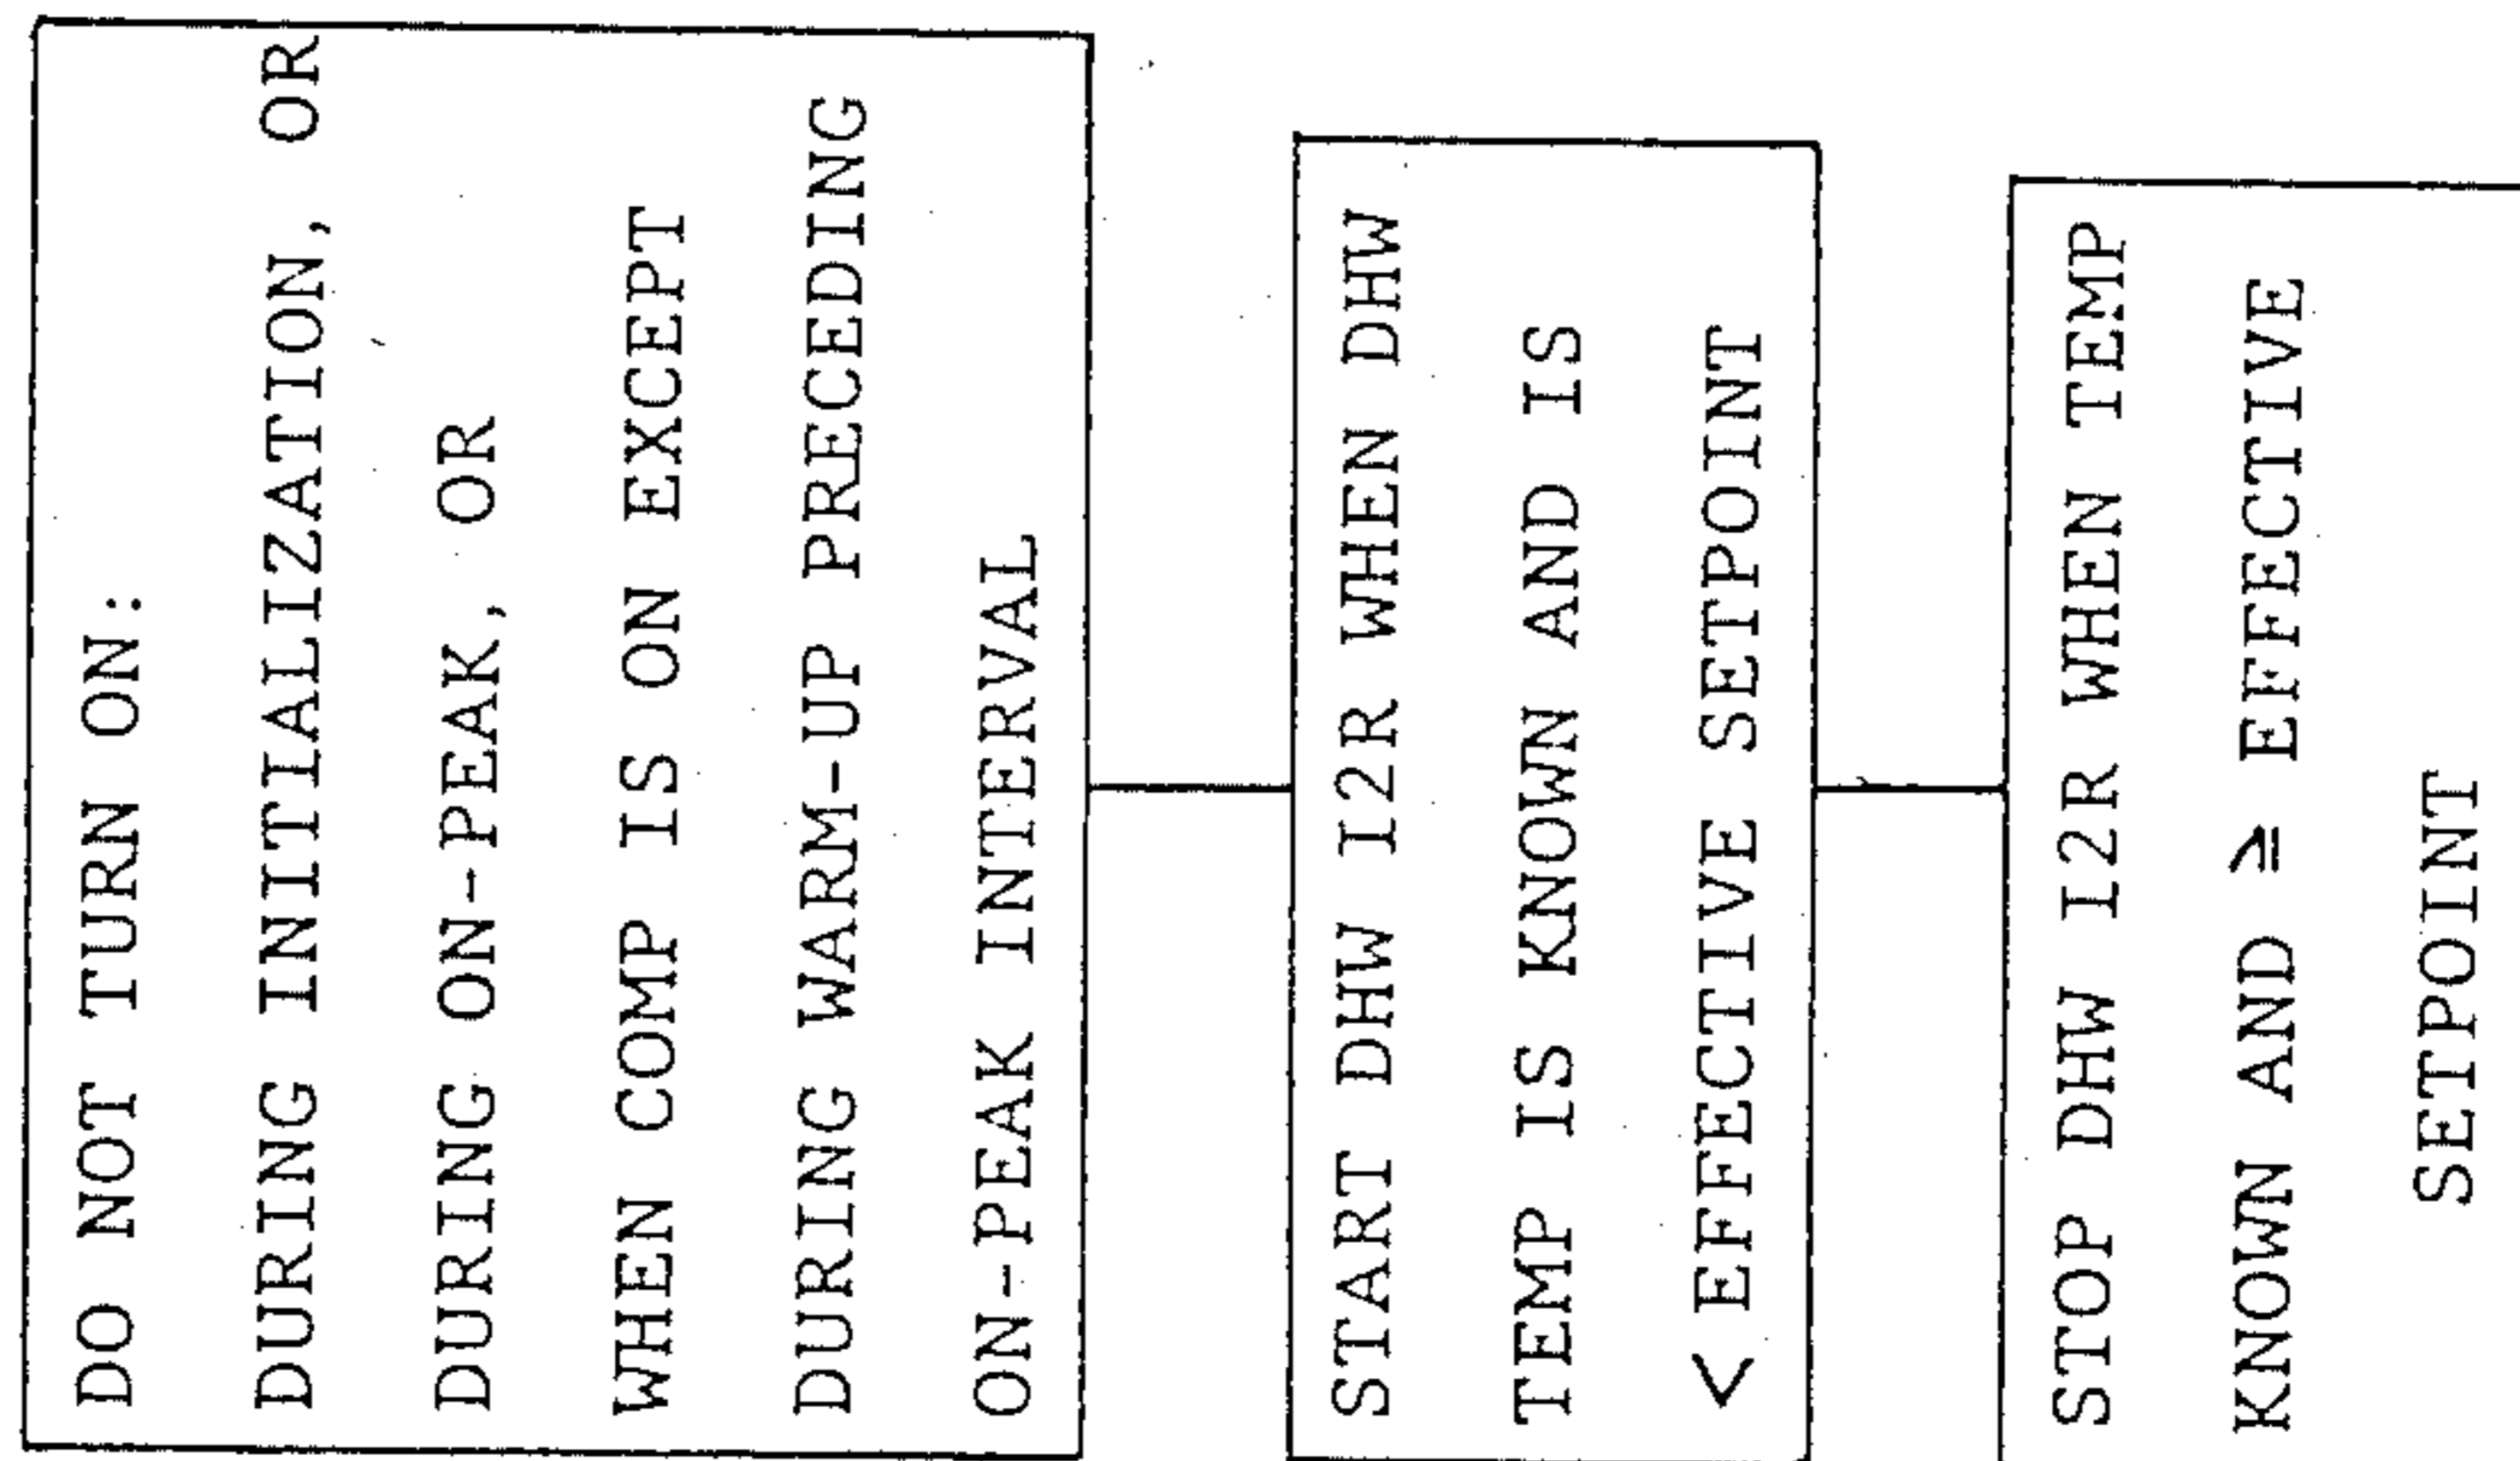 DO NOT TURN ON:
DURING INITIALIZATION, OR
DURING ON-PEAK, OR
WHEN COMP IS ON EXCEPT
DURING WARM-UP PRECEDING
ON-PEAK INTERVAL
START DHW I2R WHEN DHW
TEMP IS KNOWN AND IS
< EFFECTIVE SETPOINT
STOP DHW I2R WHEN TEMP
KNOWN AND ⩾ EFFECTIVE
SETPOINT